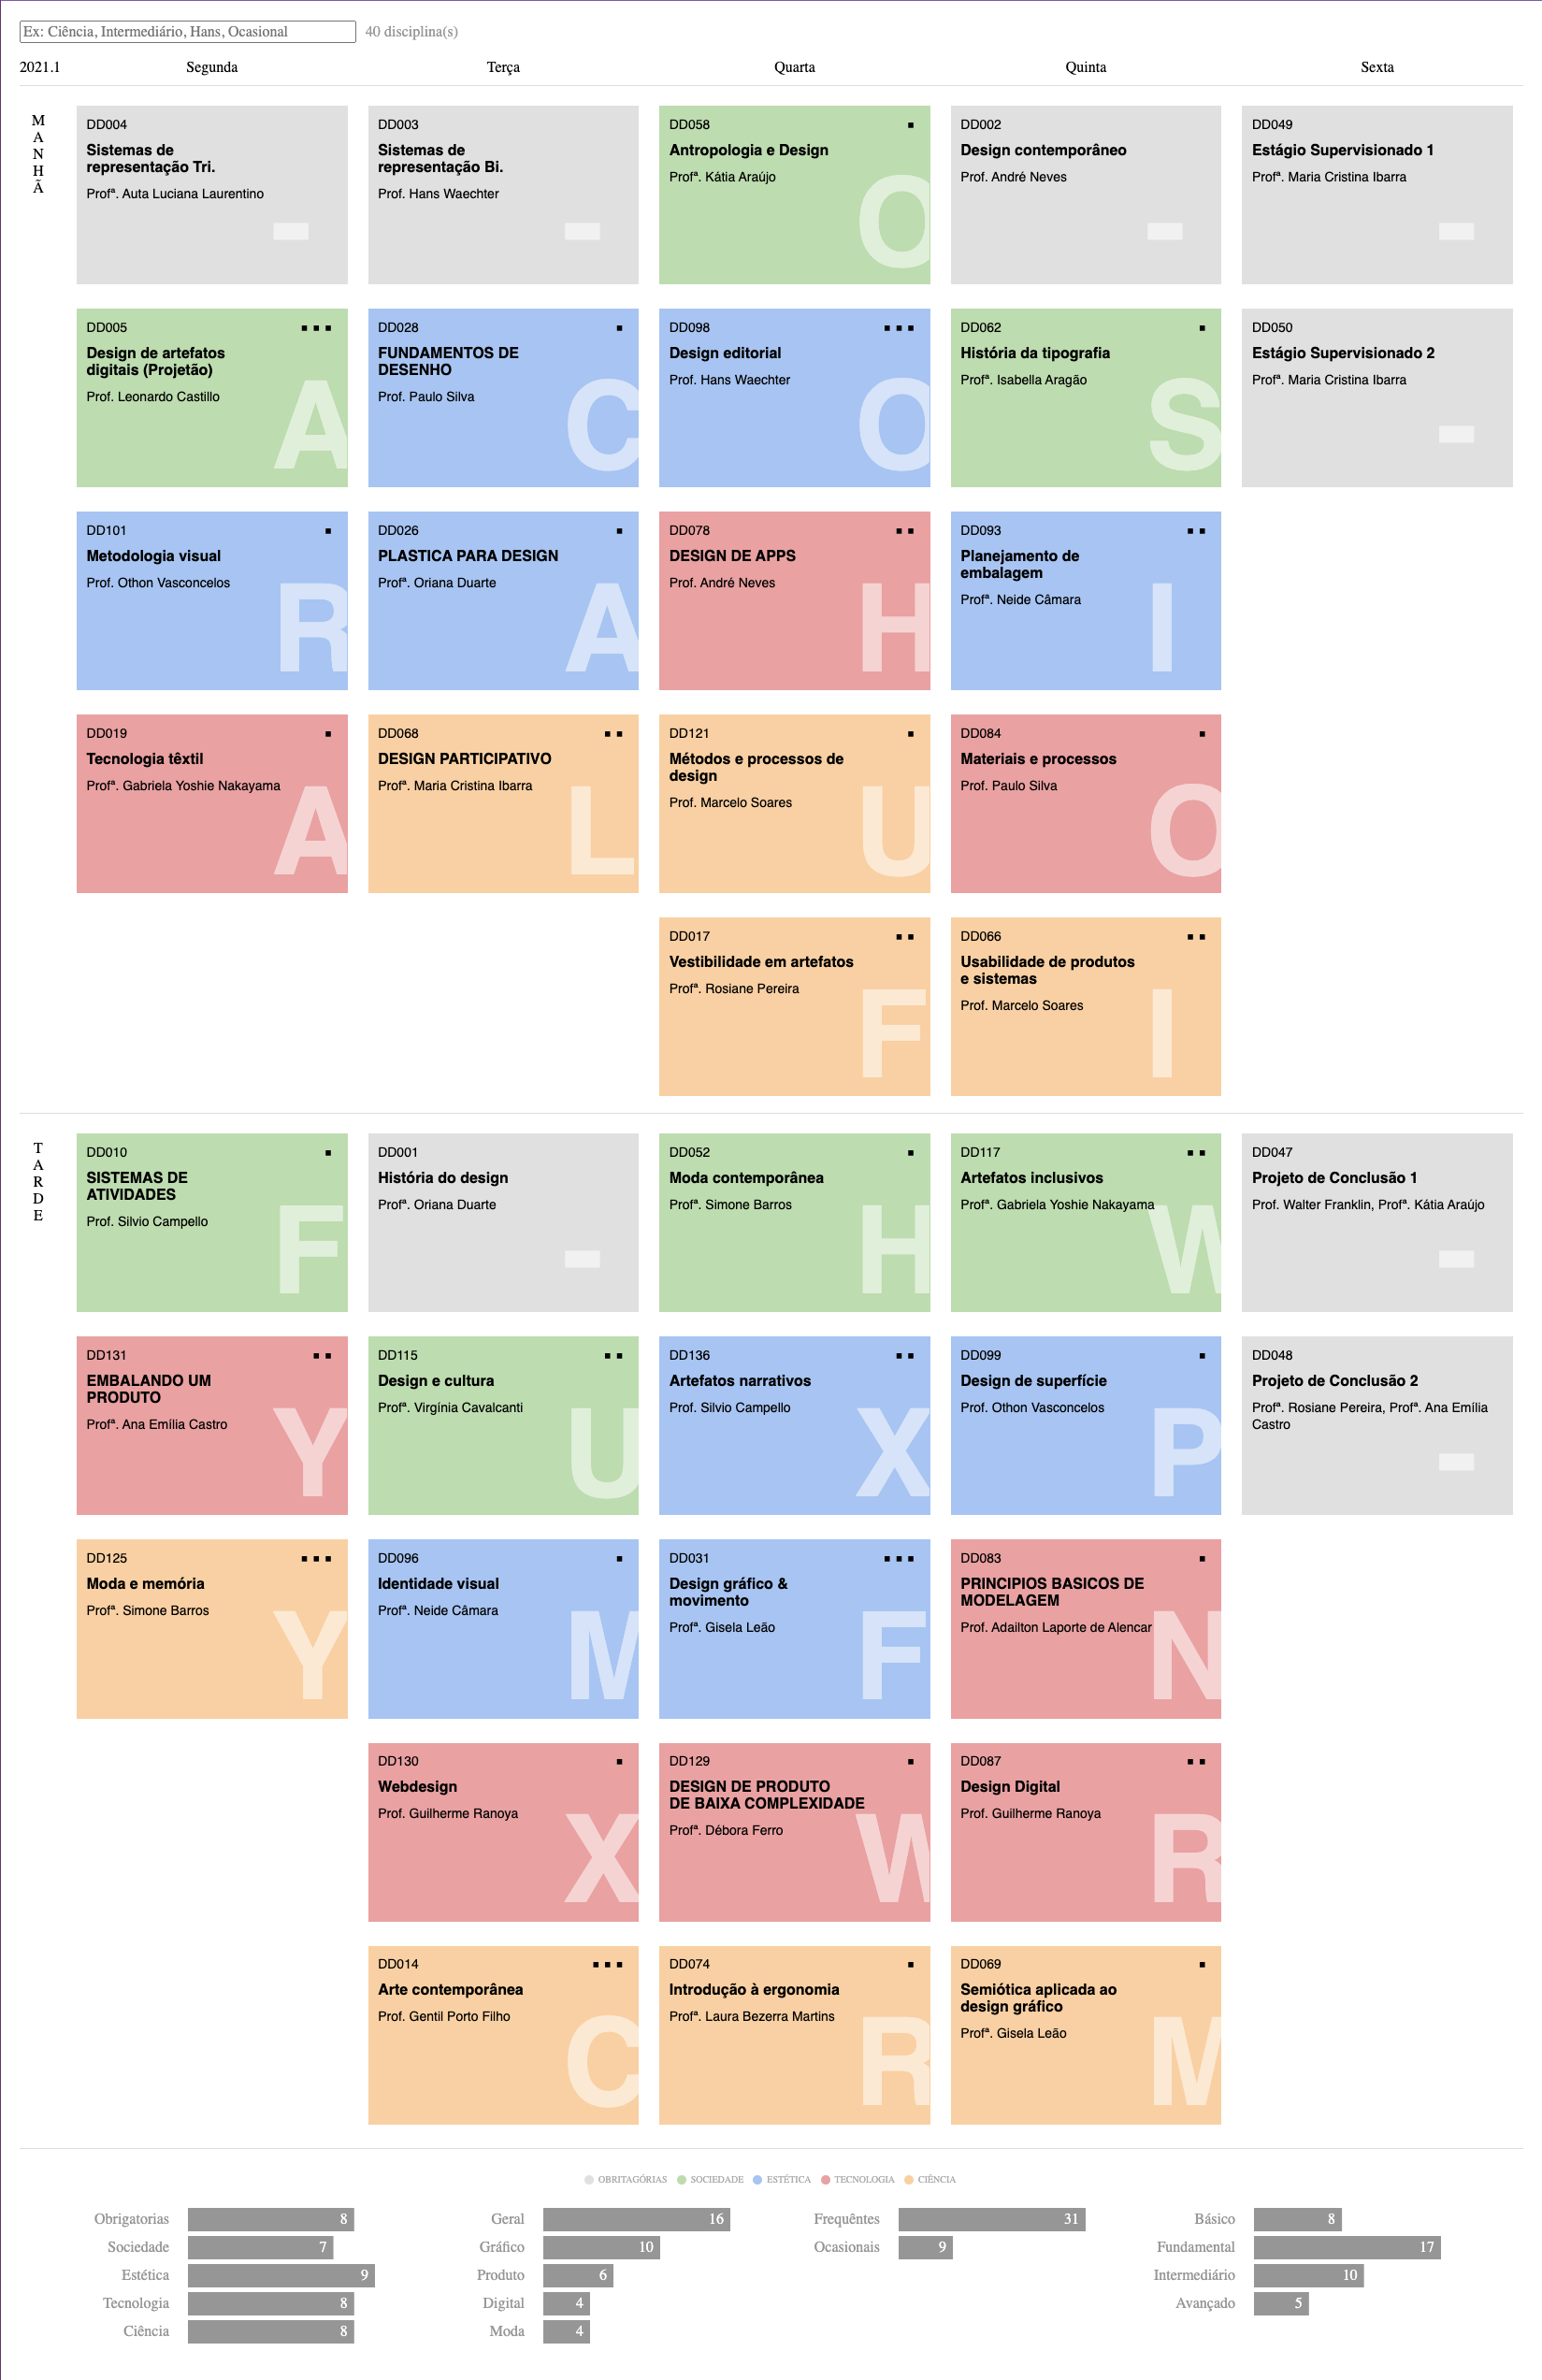 Ex: Ciência, Intermediário, Hans, Ocasional 40 disciplina(s)
2021.1 Segunda Terça Quarta Quinta Sexta
MANHÃ
DD004
Sistemas de
representação Tri.
Profª. Auta Luciana Laurentino
-
DD003
Sistemas de
representação Bi.
Prof. Hans Waechter
-
DD058 ▪
Antropologia e Design
Profª. Kátia Araújo
O
DD002
Design contemporâneo
Prof. André Neves
-
DD049
Estágio Supervisionado 1
Profª. Maria Cristina Ibarra
-
DD005 ▪▪▪
Design de artefatos
digitais (Projetão)
Prof. Leonardo Castillo
A
DD028 ▪
FUNDAMENTOS DE
DESENHO
Prof. Paulo Silva
C
DD098 ▪▪▪
Design editorial
Prof. Hans Waechter
O
DD062 ▪
História da tipografia
Profª. Isabella Aragão
S
DD050
Estágio Supervisionado 2
Profª. Maria Cristina Ibarra
-
DD101 ▪
Metodologia visual
Prof. Othon Vasconcelos
R
DD026 ▪
PLASTICA PARA DESIGN
Profª. Oriana Duarte
A
DD078 ▪▪
DESIGN DE APPS
Prof. André Neves
H
DD093 ▪▪
Planejamento de
embalagem
Profª. Neide Câmara
I
DD019 ▪
Tecnologia têxtil
Profª. Gabriela Yoshie Nakayama
A
DD068 ▪▪
DESIGN PARTICIPATIVO
Profª. Maria Cristina Ibarra
L
DD121 ▪
Métodos e processos de
design
Prof. Marcelo Soares
U
DD084 ▪
Materiais e processos
Prof. Paulo Silva
O
DD017 ▪▪
Vestibilidade em artefatos
Profª. Rosiane Pereira
F
DD066 ▪▪
Usabilidade de produtos
e sistemas
Prof. Marcelo Soares
I
TARDE
DD010 ▪
SISTEMAS DE
ATIVIDADES
Prof. Silvio Campello
F
DD001
História do design
Profª. Oriana Duarte
-
DD052 ▪
Moda contemporânea
Profª. Simone Barros
H
DD117 ▪▪
Artefatos inclusivos
Profª. Gabriela Yoshie Nakayama
W
DD047
Projeto de Conclusão 1
Prof. Walter Franklin, Profª. Kátia Araújo
-
DD131 ▪▪
EMBALANDO UM
PRODUTO
Profª. Ana Emília Castro
Y
DD115 ▪▪
Design e cultura
Profª. Virgínia Cavalcanti
U
DD136 ▪▪
Artefatos narrativos
Prof. Silvio Campello
X
DD099 ▪
Design de superfície
Prof. Othon Vasconcelos
P
DD048
Projeto de Conclusão 2
Profª. Rosiane Pereira, Profª. Ana Emília
Castro
-
DD125 ▪▪▪
Moda e memória
Profª. Simone Barros
Y
DD096 ▪
Identidade visual
Profª. Neide Câmara
M
DD031 ▪▪▪
Design gráfico &
movimento
Profª. Gisela Leão
F
DD083 ▪
PRINCIPIOS BASICOS DE
MODELAGEM
Prof. Adailton Laporte de Alencar
N
DD130 ▪
Webdesign
Prof. Guilherme Ranoya
X
DD129 ▪
DESIGN DE PRODUTO
DE BAIXA COMPLEXIDADE
Profª. Débora Ferro
W
DD087 ▪▪
Design Digital
Prof. Guilherme Ranoya
R
DD014 ▪▪▪
Arte contemporânea
Prof. Gentil Porto Filho
C
DD074 ▪
Introdução à ergonomia
Profª. Laura Bezerra Martins
R
DD069 ▪
Semiótica aplicada ao
design gráfico
Profª. Gisela Leão
M
OBRITAGÓRIAS SOCIEDADE ESTÉTICA TECNOLOGIA CIÊNCIA
Obrigatorias 8
Sociedade 7
Estética 9
Tecnologia 8
Ciência 8
Geral 16
Gráfico 10
Produto 6
Digital 4
Moda 4
Frequêntes 31
Ocasionais 9
Básico 8
Fundamental 17
Intermediário 10
Avançado 5